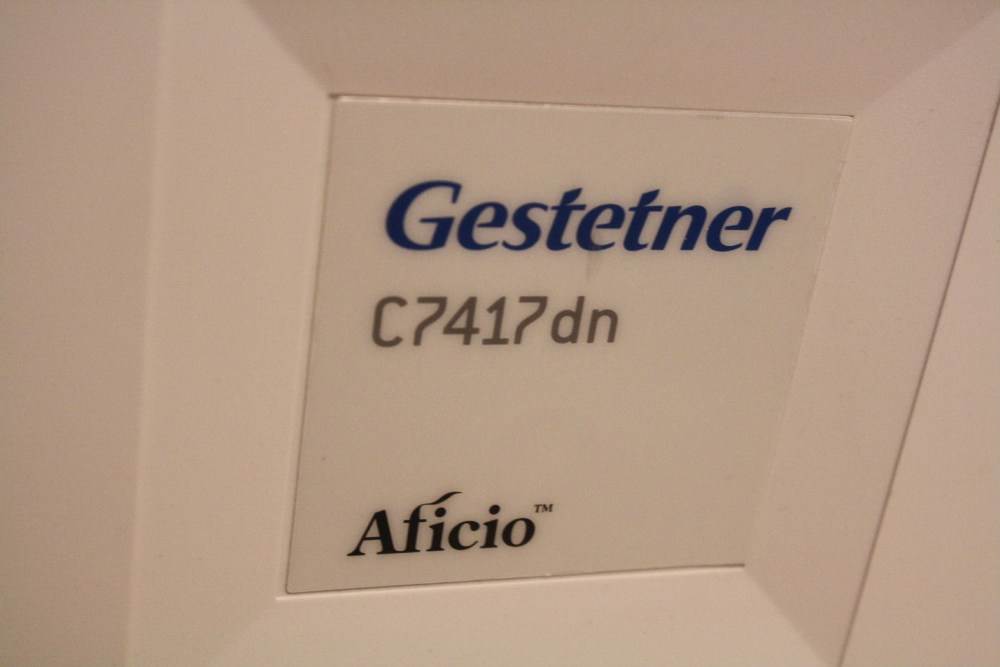 Gestetner
C7417dn
Aficio™